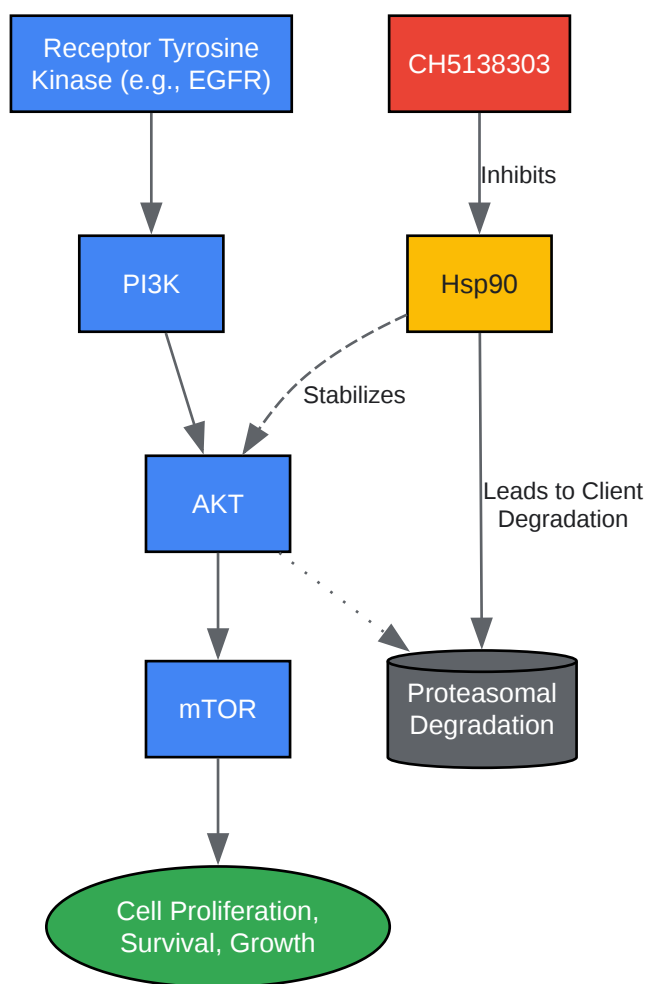 Receptor Tyrosine
Kinase (e.g., EGFR)
CH5138303
Inhibits
PI3K
Hsp90
Stabilizes
AKT
Leads to Client
Degradation
mTOR
Proteasomal
Degradation
Cell Proliferation,
Survival, Growth